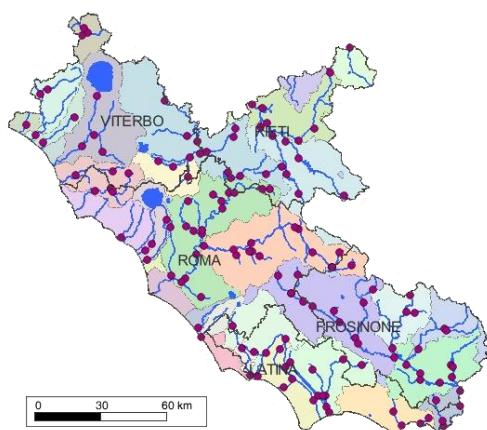 VITERBO
RIETI
ROMA
FROSINONE
LATINA
0 30 60 km